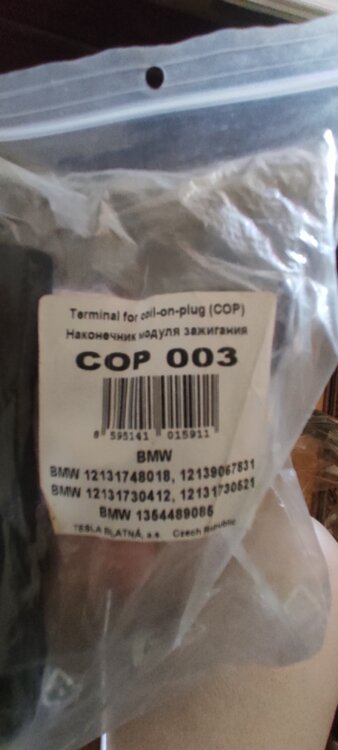 Terminal for coil-on-plug (COP)
Наконечник модуля зажигания
COP 003
8 595141 015911
BMW
BMW 12131748018, 12139067831
BMW 12131730412, 12131730521
BMW 1354489085
TESLA BLATNÁ, a.s. Czech Republic